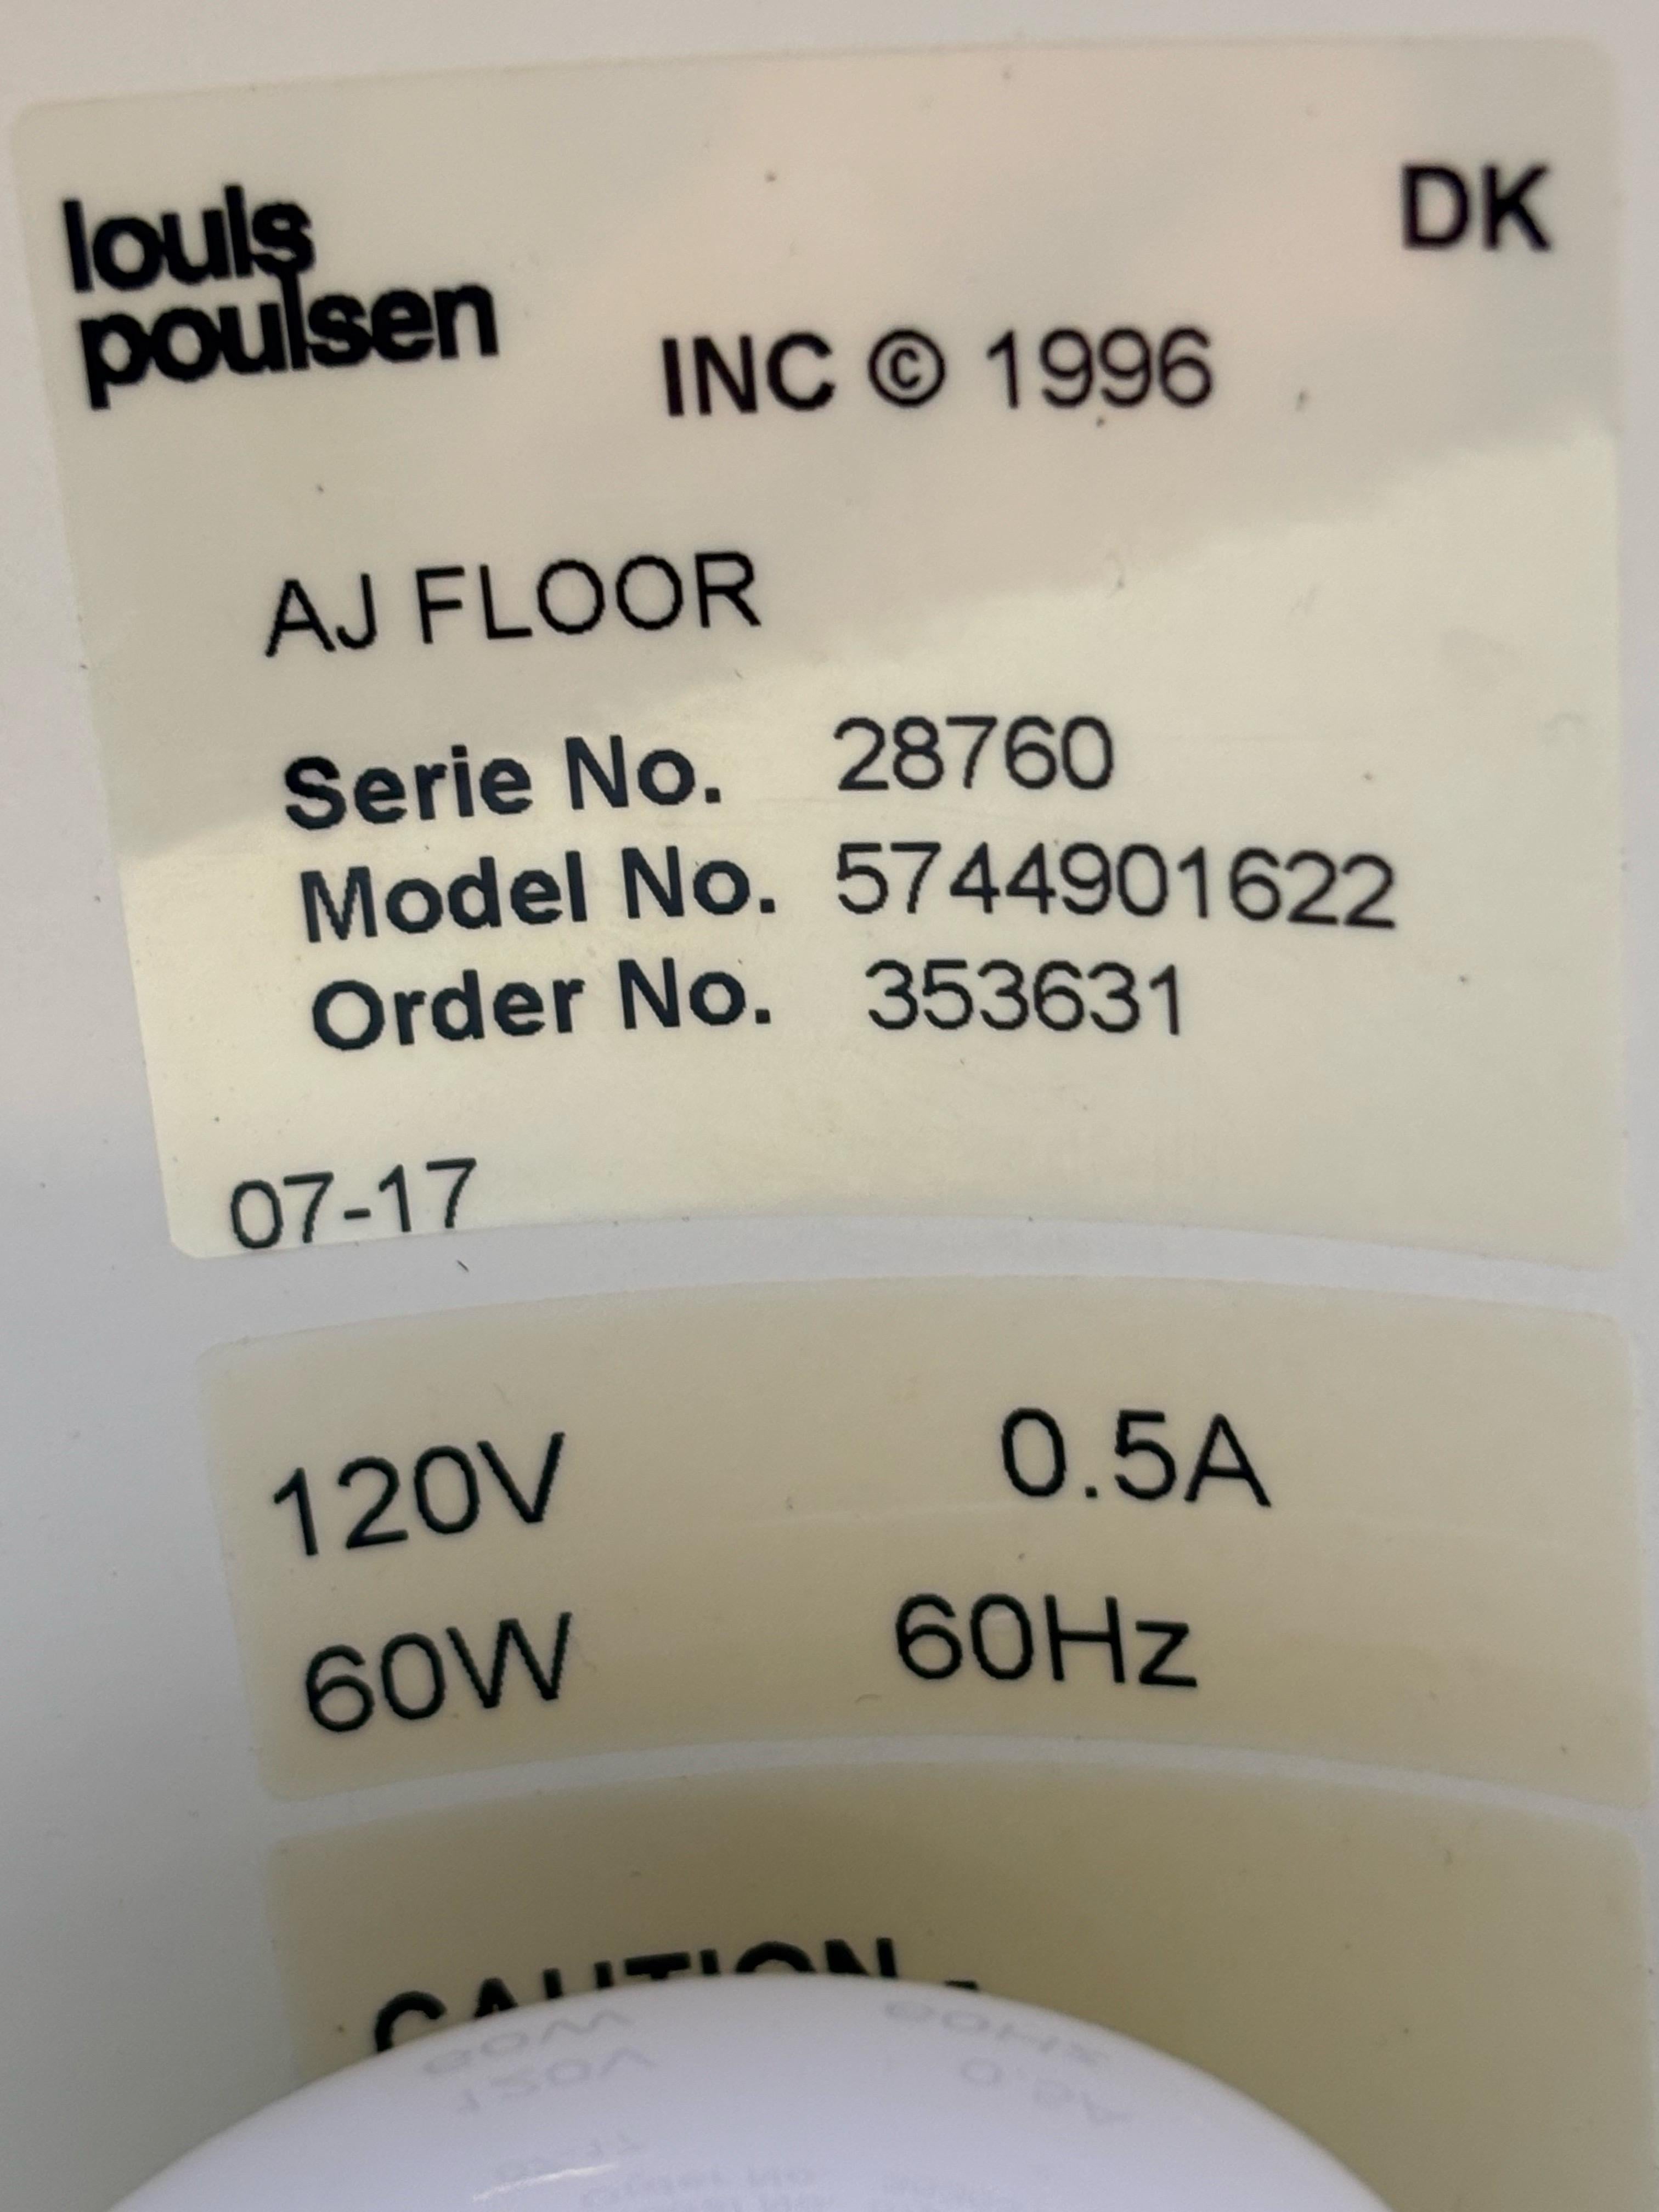 louis
poulsen
DK
INC © 1996
AJ FLOOR
Serie No. 28760
Model No. 5744901622
Order No. 353631
07-17
120V 0.5A
60W 60Hz
CAUTION -